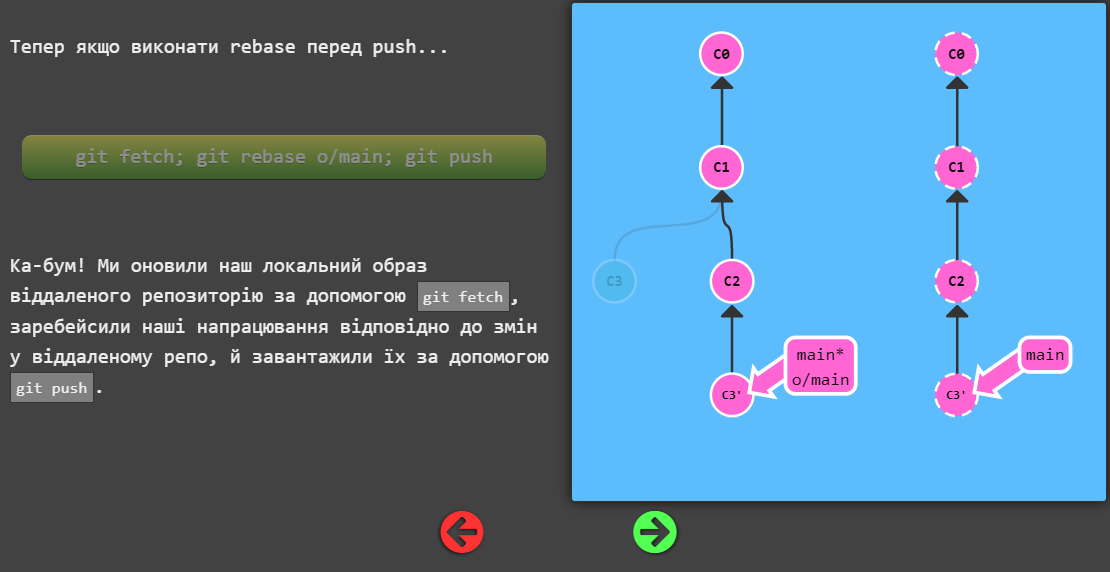 Тепер якщо виконати rebase перед push...
git fetch; git rebase o/main; git push
Ка-бум! Ми оновили наш локальний образ
віддаленого репозиторію за допомогою git fetch,
заребейсили наші напрацювання відповідно до змін
у віддаленому репо, й завантажили їх за допомогою
git push.
C0
C1
C3
C2
main*
o/main
C3'
C0
C1
C2
main
C3'